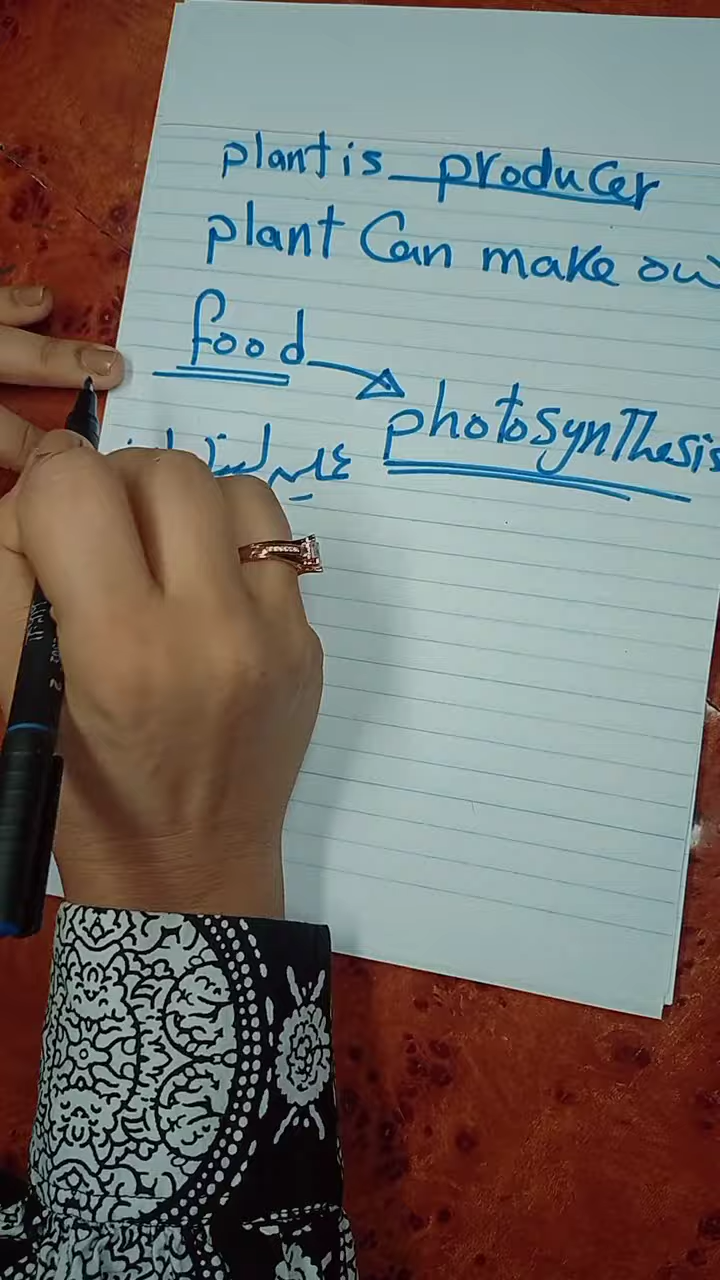 plant is producer
plant Can make ow
food → photosynthesis